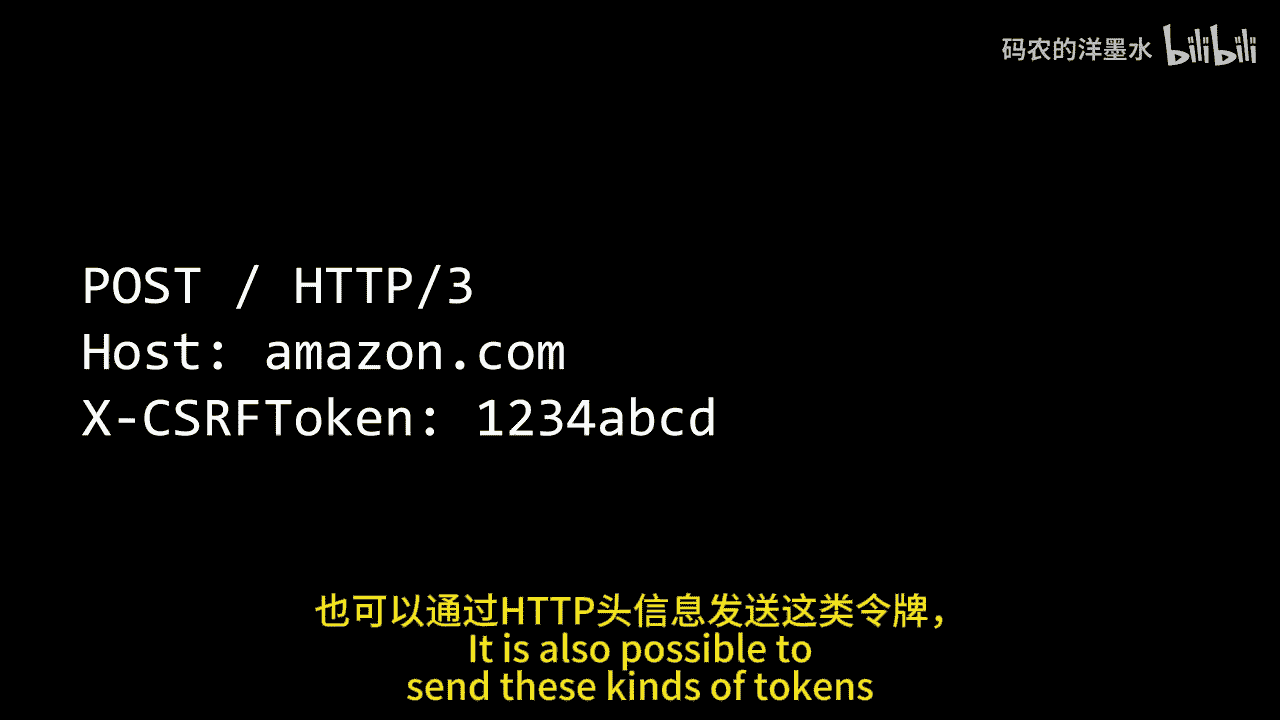 码农的洋墨水 bilibili
POST / HTTP/3
Host: amazon.com
X-CSRFToken: 1234abcd
也可以通过HTTP头信息发送这类令牌，
It is also possible to
send these kinds of tokens